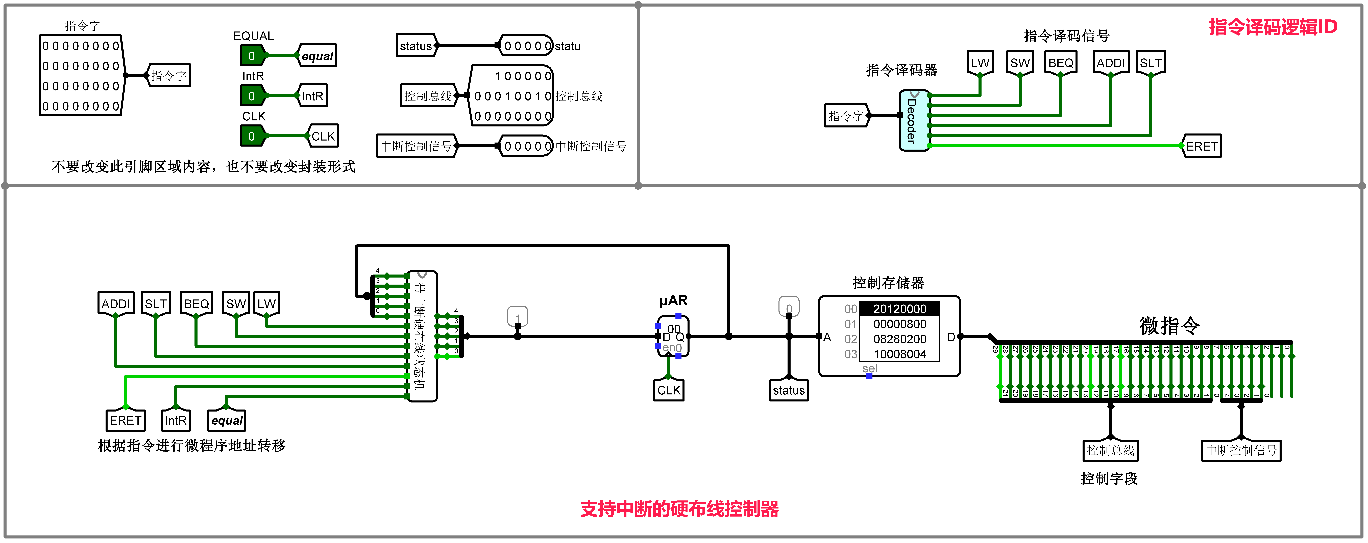 指令字
00000000
00000000
00000000
00000000
指令字
EQUAL
0
equal
IntR
0
IntR
CLK
0
CLK
status
00000
statu
控制总线
100000
00010010
00000000
控制总线
中断控制信号
00000
中断控制信号
不要改变此引脚区域内容，也不要改变封装形式
指令译码逻辑ID
指令译码信号
指令译码器
LW
SW
BEQ
ADDI
SLT
指令字
Decoder
ERET
ADDI
SLT
BEQ
SW
LW
ERET
IntR
equal
根据指令进行微程序地址转移
1
μAR
00
D Q
en0
CLK
0
status
控制存储器
00 20120000
01 00000800
02 08280200
03 10008004
A
D
sel
微指令
控制总线
控制字段
中断控制信号
支持中断的硬布线控制器